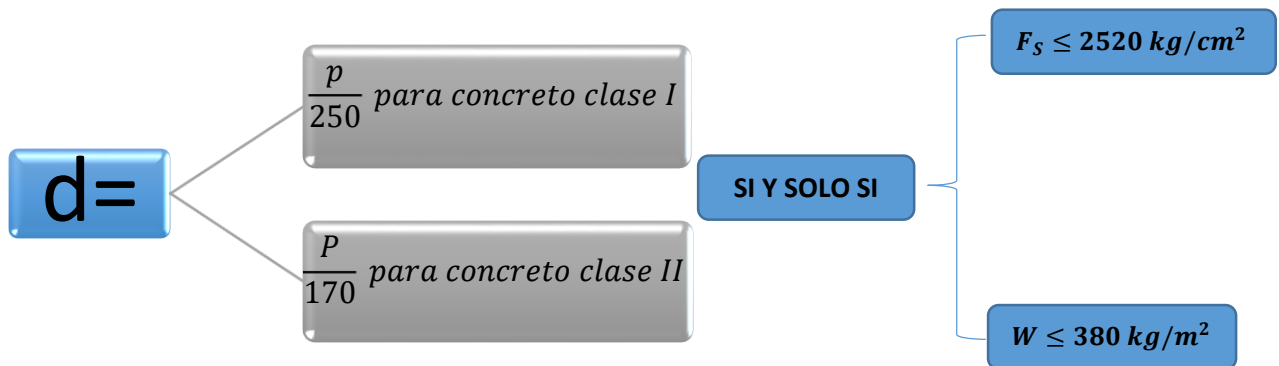 d=
p/250 para concreto clase I
P/170 para concreto clase II
SI Y SOLO SI
F_S ≤ 2520 kg/cm²
W ≤ 380 kg/m²